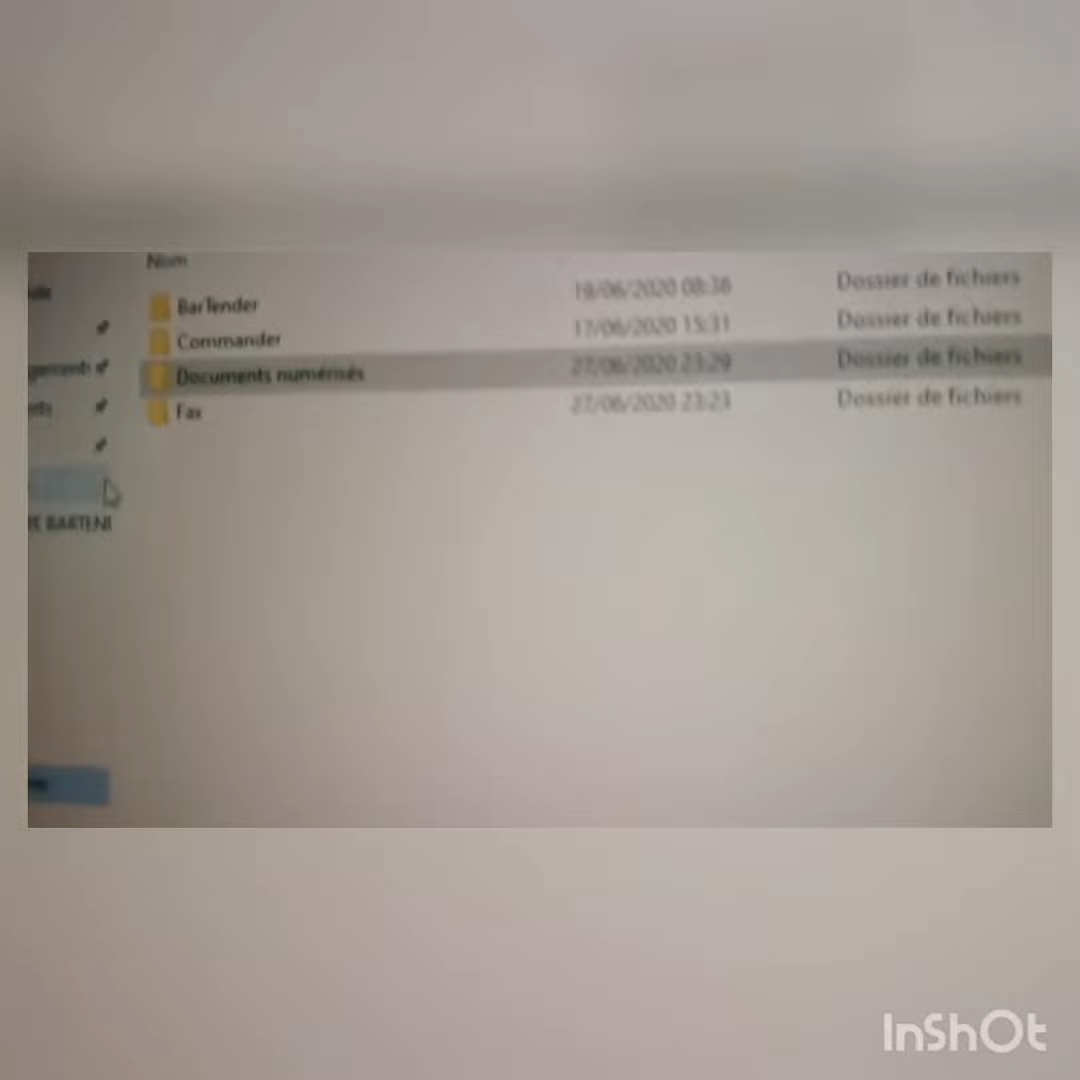 Nom
BarTender 19/06/2020 08:38 Dossier de fichiers
Commander 17/06/2020 15:31 Dossier de fichiers
Documents numérisés 27/06/2020 23:29 Dossier de fichiers
Fax 27/06/2020 23:23 Dossier de fichiers
BARTENI
InShOt